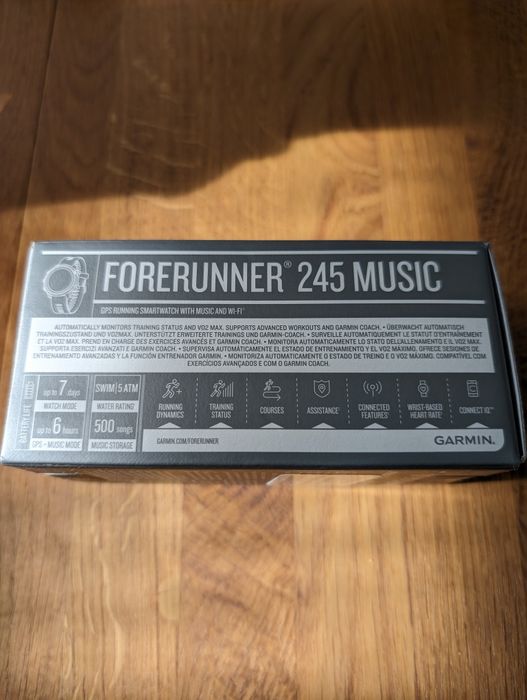 FORERUNNER® 245 MUSIC
GPS RUNNING SMARTWATCH WITH MUSIC AND WI-FI®
AUTOMATICALLY MONITORS TRAINING STATUS AND VO2 MAX. SUPPORTS ADVANCED WORKOUTS AND GARMIN COACH. • ÜBERWACHT AUTOMATISCH
TRAININGSZUSTAND UND VO2MAX. UNTERSTÜTZT ERWEITERTE TRAININGS UND GARMIN-COACH. • SURVEILLE AUTOMATIQUEMENT LE STATUT D'ENTRAÎNEMENT
ET LA VO2 MAX. PREND EN CHARGE DES EXERCICES AVANCÉS ET GARMIN COACH. • MONITORA AUTOMATICAMENTE LO STATO DELL'ALLENAMENTO E IL VO2 MAX.
SUPPORTA ESERCIZI AVANZATI E GARMIN COACH. • SUPERVISA AUTOMÁTICAMENTE EL ESTADO DE ENTRENAMIENTO Y EL VO2 MÁXIMO. OFRECE SESIONES DE
ENTRENAMIENTO AVANZADAS Y LA FUNCIÓN ENTRENADOR GARMIN. • MONITORIZA AUTOMATICAMENTE O ESTADO DE TREINO E O VO2 MÁXIMO. COMPATÍVEL COM
EXERCÍCIOS AVANÇADOS E COM O GARMIN COACH.
BATTERY LIFE
up to 7 days
WATCH MODE
up to 6 hours
GPS + MUSIC MODE
SWIM | 5 ATM
WATER RATING
500 songs
MUSIC STORAGE
RUNNING
DYNAMICS
TRAINING
STATUS
COURSES
ASSISTANCE
CONNECTED
FEATURES
WRIST-BASED
HEART RATE
CONNECT IQ™
GARMIN.COM/FORERUNNER
GARMIN.